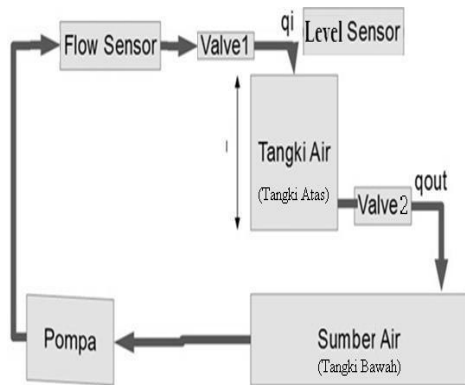 qi
Level Sensor
Flow Sensor
Valve1
Tangki Air
(Tangki Atas)
qout
Valve2
Pompa
Sumber Air
(Tangki Bawah)